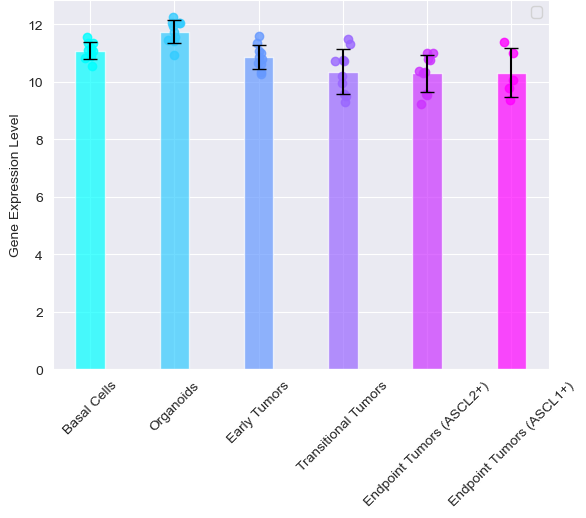 Gene Expression Level
12
10
8
6
4
2
0
Basal Cells
Organoids
Early Tumors
Transitional Tumors
Endpoint Tumors (ASCL2+)
Endpoint Tumors (ASCL1+)